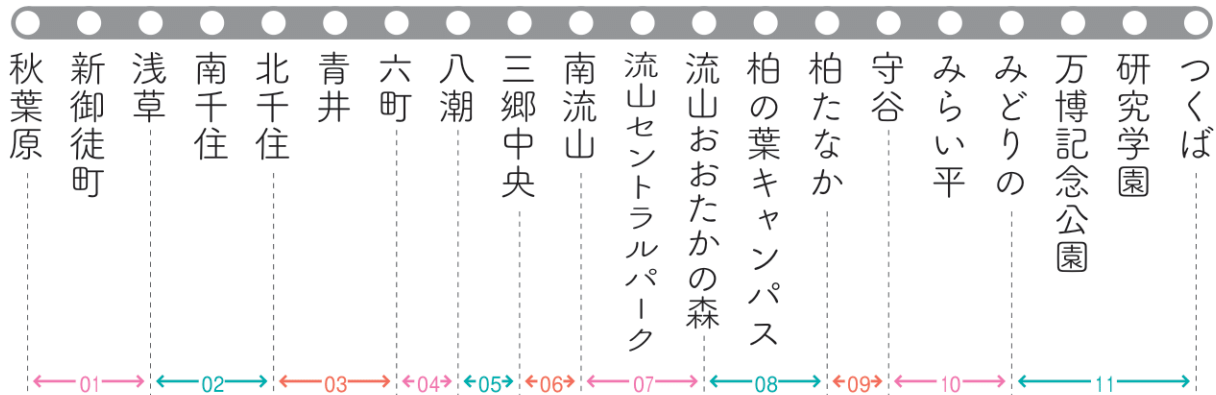 秋葉原
新御徒町
浅草
南千住
北千住
青井
六町
八潮
三郷中央
南流山
流山セントラルパーク
流山おおたかの森
柏の葉キャンパス
柏たなか
守谷
みらい平
みどりの
万博記念公園
研究学園
つくば
01
02
03
04
05
06
07
08
09
10
11